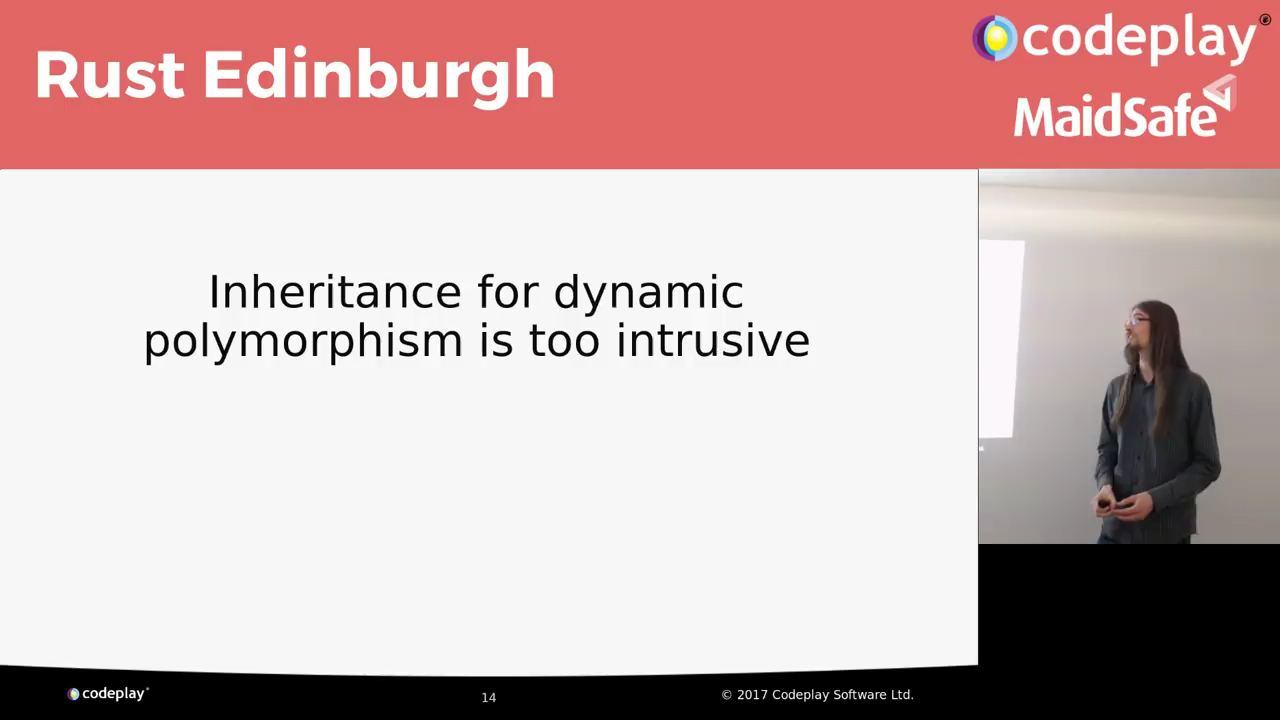 Rust Edinburgh
codeplay®
MaidSafe
Inheritance for dynamic
polymorphism is too intrusive
codeplay®
14
© 2017 Codeplay Software Ltd.